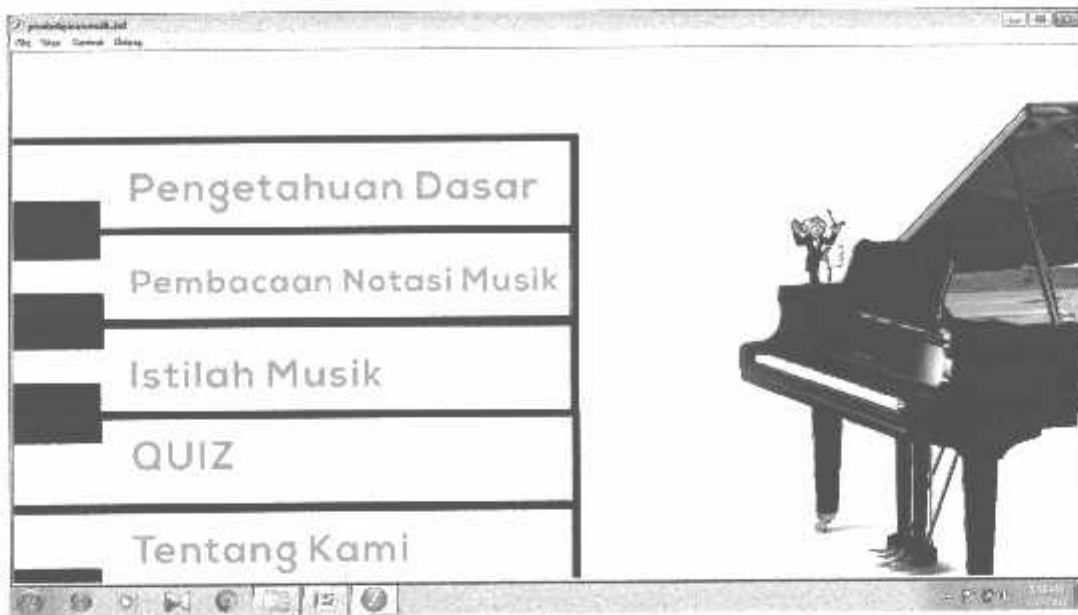 Pengetahuan Dasar
Pembacaan Notasi Musik
Istilah Musik
QUIZ
Tentang Kami